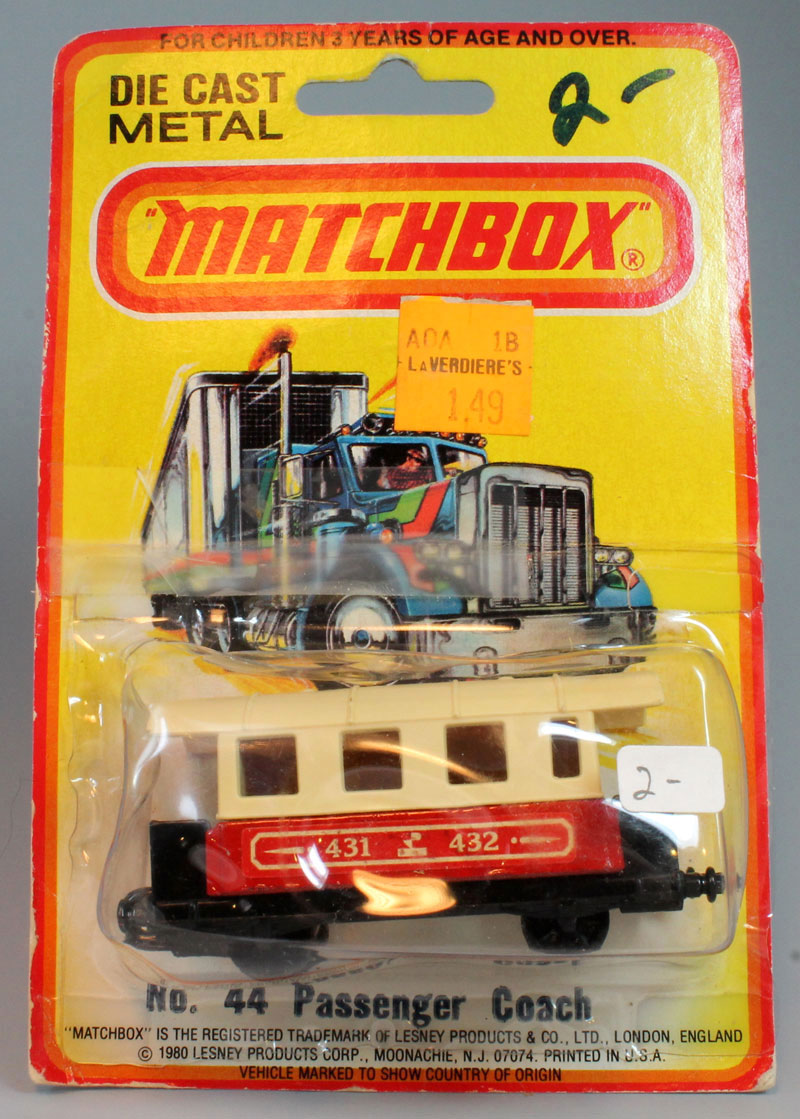 FOR CHILDREN 3 YEARS OF AGE AND OVER.
DIE CAST
METAL
2-
"MATCHBOX"®
AOA 1B
LAVERDIERE'S
1.49
2-
431 432
No. 44 Passenger Coach
"MATCHBOX" IS THE REGISTERED TRADEMARK OF LESNEY PRODUCTS & CO., LTD., LONDON, ENGLAND
© 1980 LESNEY PRODUCTS CORP., MOONACHIE, N.J. 07074. PRINTED IN U.S.A.
VEHICLE MARKED TO SHOW COUNTRY OF ORIGIN